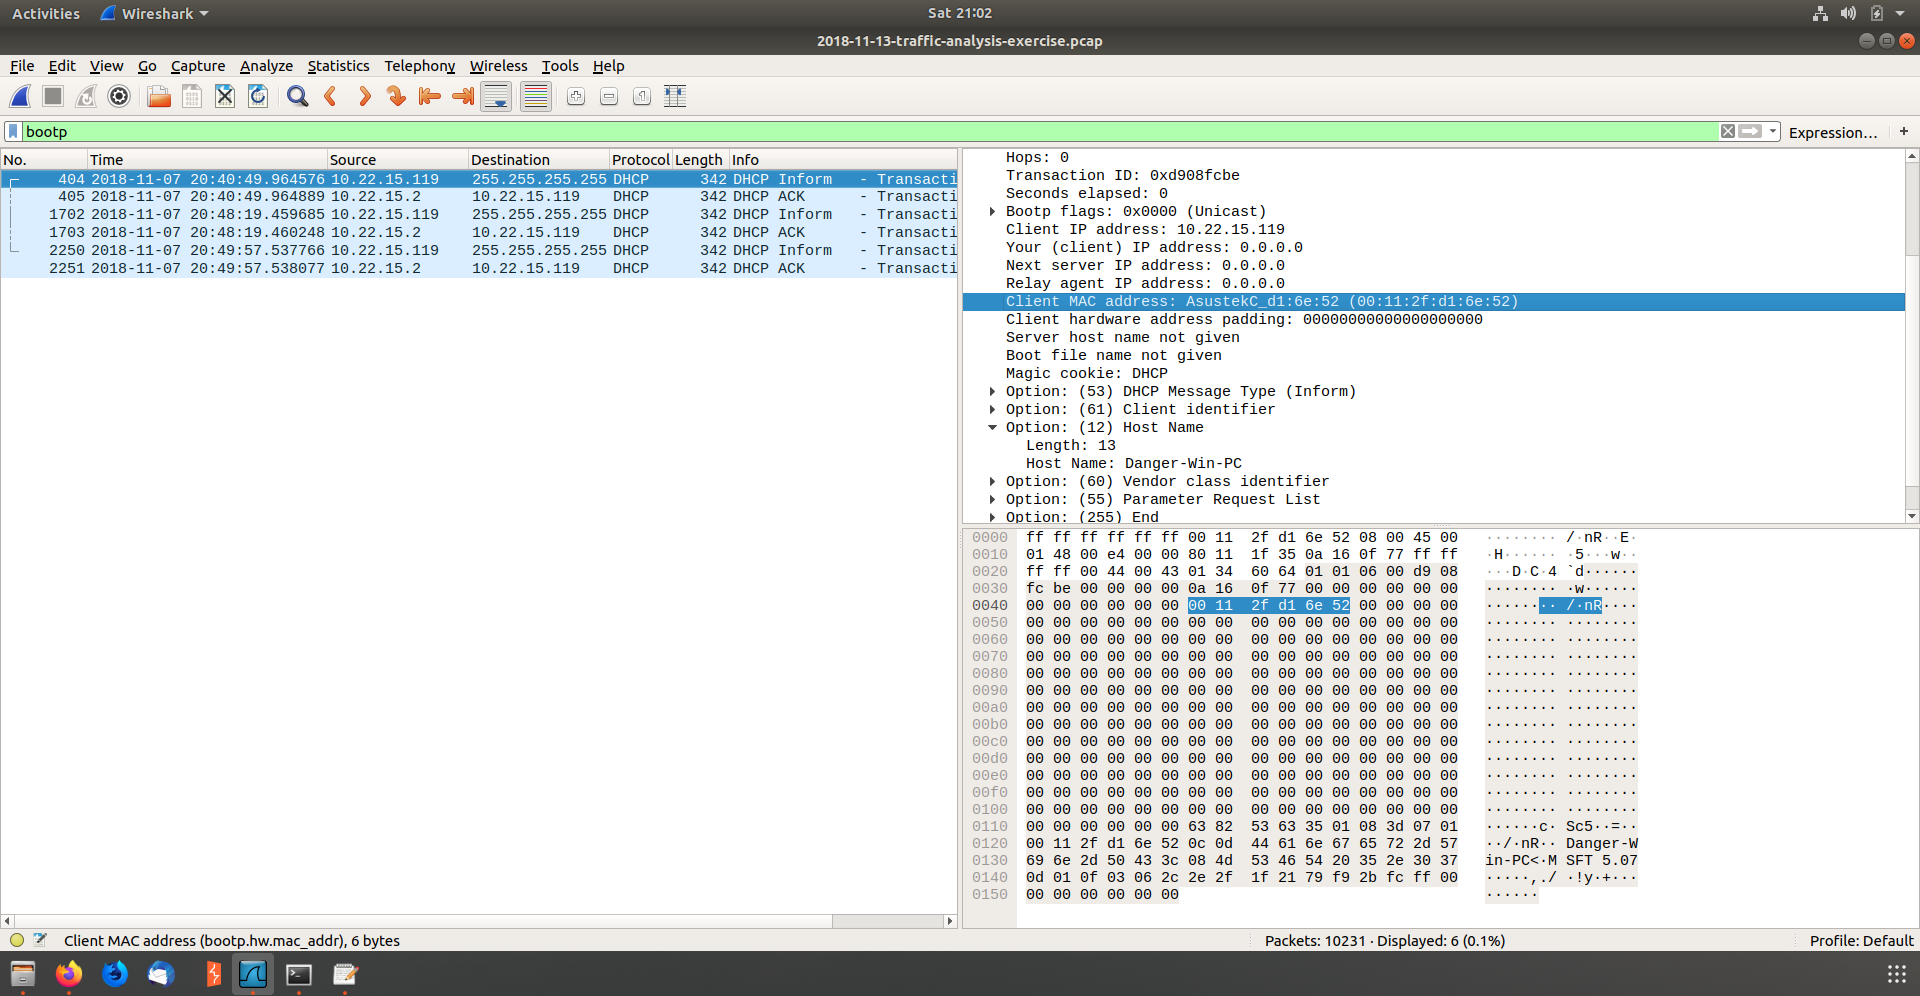 Activities Wireshark Sat 21:02
2018-11-13-traffic-analysis-exercise.pcap
File Edit View Go Capture Analyze Statistics Telephony Wireless Tools Help
bootp Expression… +
No. Time Source Destination Protocol Length Info
404 2018-11-07 20:40:49.964576 10.22.15.119 255.255.255.255 DHCP 342 DHCP Inform - Transacti
405 2018-11-07 20:40:49.964889 10.22.15.2 10.22.15.119 DHCP 342 DHCP ACK - Transacti
1702 2018-11-07 20:48:19.459685 10.22.15.119 255.255.255.255 DHCP 342 DHCP Inform - Transacti
1703 2018-11-07 20:48:19.460248 10.22.15.2 10.22.15.119 DHCP 342 DHCP ACK - Transacti
2250 2018-11-07 20:49:57.537766 10.22.15.119 255.255.255.255 DHCP 342 DHCP Inform - Transacti
2251 2018-11-07 20:49:57.538077 10.22.15.2 10.22.15.119 DHCP 342 DHCP ACK - Transacti
Hops: 0
Transaction ID: 0xd908fcbe
Seconds elapsed: 0
Bootp flags: 0x0000 (Unicast)
Client IP address: 10.22.15.119
Your (client) IP address: 0.0.0.0
Next server IP address: 0.0.0.0
Relay agent IP address: 0.0.0.0
Client MAC address: AsustekC_d1:6e:52 (00:11:2f:d1:6e:52)
Client hardware address padding: 00000000000000000000
Server host name not given
Boot file name not given
Magic cookie: DHCP
Option: (53) DHCP Message Type (Inform)
Option: (61) Client identifier
Option: (12) Host Name
Length: 13
Host Name: Danger-Win-PC
Option: (60) Vendor class identifier
Option: (55) Parameter Request List
Option: (255) End
0000 ff ff ff ff ff ff 00 11 2f d1 6e 52 08 00 45 00 ········ /·nR··E·
0010 01 48 00 e4 00 00 80 11 1f 35 0a 16 0f 77 ff ff ·H······ ·5···w··
0020 ff ff 00 44 00 43 01 34 60 64 01 01 06 00 d9 08 ···D·C·4 `d······
0030 fc be 00 00 00 00 0a 16 0f 77 00 00 00 00 00 00 ········ ·w······
0040 00 00 00 00 00 00 00 11 2f d1 6e 52 00 00 00 00 ········ /·nR····
0050 00 00 00 00 00 00 00 00 00 00 00 00 00 00 00 00 ········ ········
0060 00 00 00 00 00 00 00 00 00 00 00 00 00 00 00 00 ········ ········
0070 00 00 00 00 00 00 00 00 00 00 00 00 00 00 00 00 ········ ········
0080 00 00 00 00 00 00 00 00 00 00 00 00 00 00 00 00 ········ ········
0090 00 00 00 00 00 00 00 00 00 00 00 00 00 00 00 00 ········ ········
00a0 00 00 00 00 00 00 00 00 00 00 00 00 00 00 00 00 ········ ········
00b0 00 00 00 00 00 00 00 00 00 00 00 00 00 00 00 00 ········ ········
00c0 00 00 00 00 00 00 00 00 00 00 00 00 00 00 00 00 ········ ········
00d0 00 00 00 00 00 00 00 00 00 00 00 00 00 00 00 00 ········ ········
00e0 00 00 00 00 00 00 00 00 00 00 00 00 00 00 00 00 ········ ········
00f0 00 00 00 00 00 00 00 00 00 00 00 00 00 00 00 00 ········ ········
0100 00 00 00 00 00 00 00 00 00 00 00 00 00 00 00 00 ········ ········
0110 00 00 00 00 00 00 63 82 53 63 35 01 08 3d 07 01 ······c· Sc5··=··
0120 00 11 2f d1 6e 52 0c 0d 44 61 6e 67 65 72 2d 57 ··/·nR·· Danger-W
0130 69 6e 2d 50 43 3c 08 4d 53 46 54 20 35 2e 30 37 in-PC<·M SFT 5.07
0140 0d 01 0f 03 06 2c 2e 2f 1f 21 79 f9 2b fc ff 00 ·····,./ ·!y·+···
0150 00 00 00 00 00 00 ······
Client MAC address (bootp.hw.mac_addr), 6 bytes Packets: 10231 · Displayed: 6 (0.1%) Profile: Default